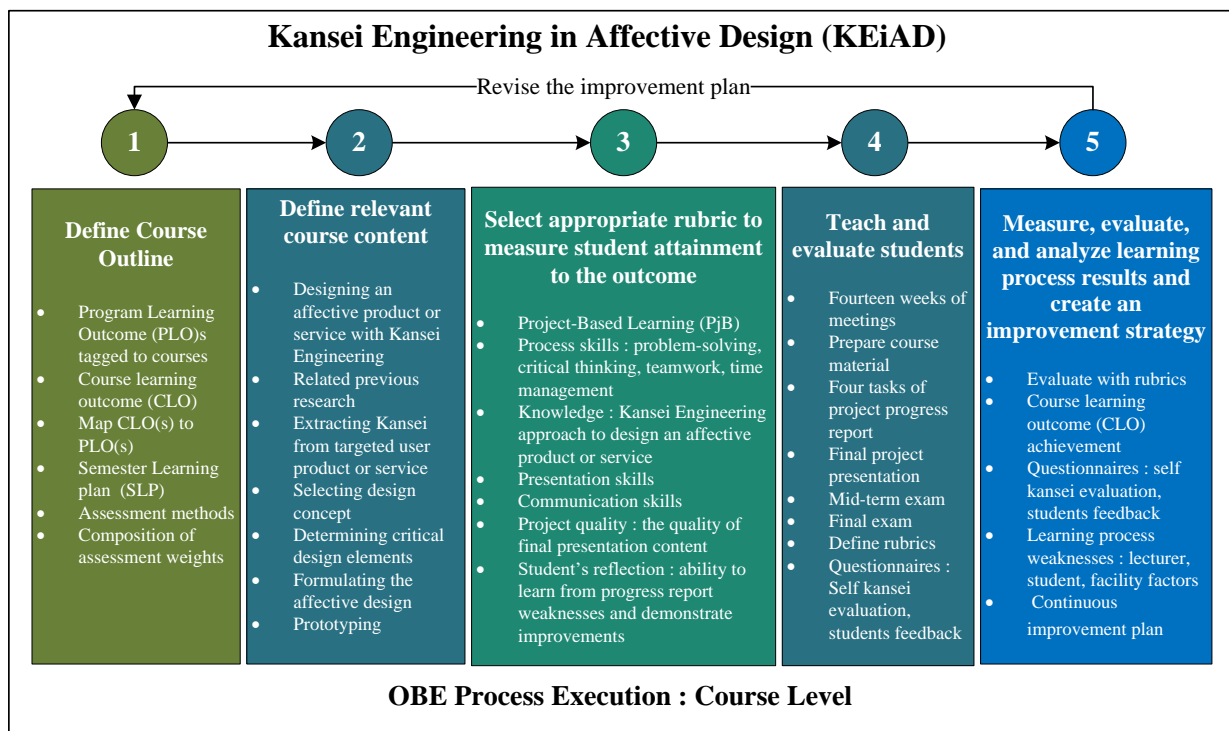 Kansei Engineering in Affective Design (KEiAD)
Revise the improvement plan
1
2
3
4
5
Define Course
Outline
• Program Learning
Outcome (PLO)s
tagged to courses
• Course learning
outcome (CLO)
• Map CLO(s) to
PLO(s)
• Semester Learning
plan (SLP)
• Assessment methods
• Composition of
assessment weights
Define relevant
course content
• Designing an
affective product or
service with Kansei
Engineering
• Related previous
research
• Extracting Kansei
from targeted user
product or service
• Selecting design
concept
• Determining critical
design elements
• Formulating the
affective design
• Prototyping
Select appropriate rubric to
measure student attainment
to the outcome
• Project-Based Learning (PjB)
• Process skills : problem-solving,
critical thinking, teamwork, time
management
• Knowledge : Kansei Engineering
approach to design an affective
product or service
• Presentation skills
• Communication skills
• Project quality : the quality of
final presentation content
• Student’s reflection : ability to
learn from progress report
weaknesses and demonstrate
improvements
Teach and
evaluate students
• Fourteen weeks of
meetings
• Prepare course
material
• Four tasks of
project progress
report
• Final project
presentation
• Mid-term exam
• Final exam
• Define rubrics
• Questionnaires :
Self kansei
evaluation,
students feedback
Measure, evaluate,
and analyze learning
process results and
create an
improvement strategy
• Evaluate with rubrics
• Course learning
outcome (CLO)
achievement
• Questionnaires : self
kansei evaluation,
students feedback
• Learning process
weaknesses : lecturer,
student, facility factors
• Continuous
improvement plan
OBE Process Execution : Course Level